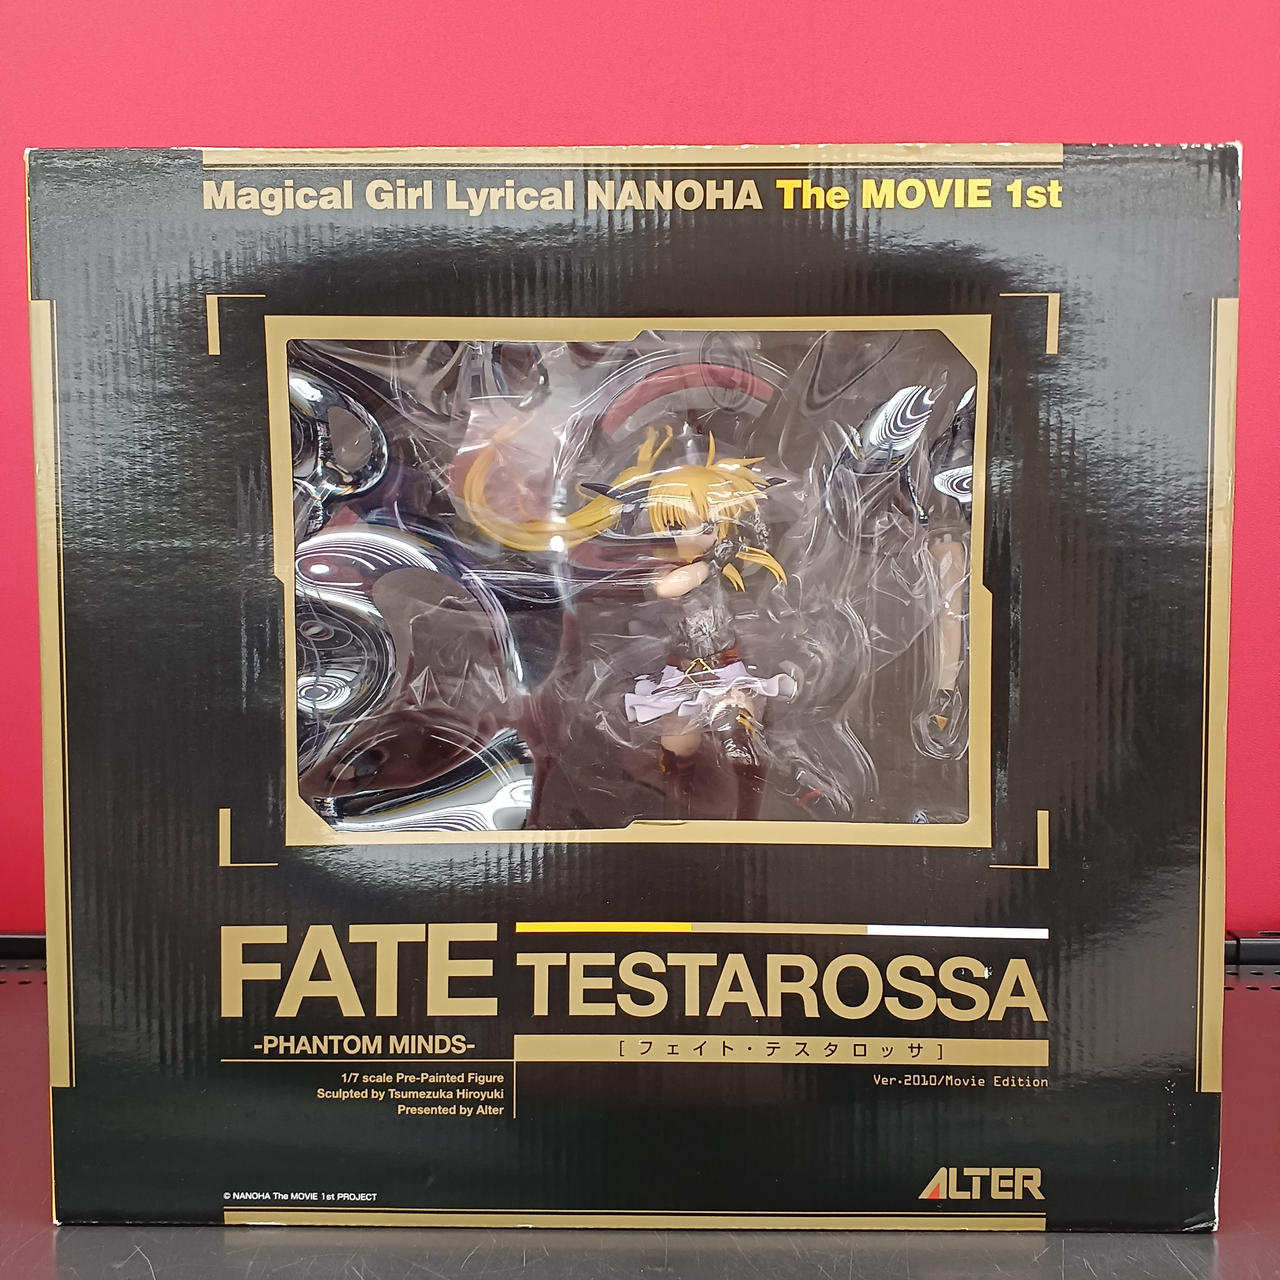 Magical Girl Lyrical NANOHA The MOVIE 1st
FATE TESTAROSSA
-PHANTOM MINDS-
[フェイト・テスタロッサ]
1/7 scale Pre-Painted Figure
Sculpted by Tsumezuka Hiroyuki
Presented by Alter
Ver.2010/Movie Edition
ALTER
© NANOHA The MOVIE 1st PROJECT